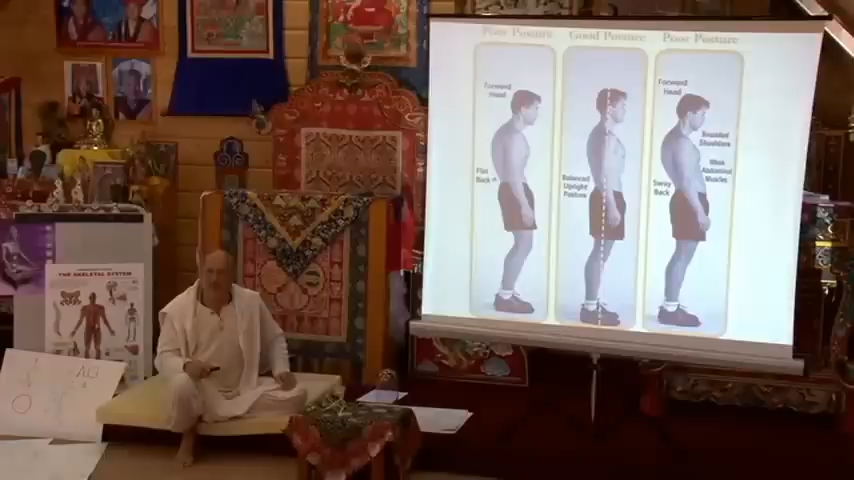 Poor Posture
Good Posture
Poor Posture
Forward
Head
Flat
Back
Balanced
Upright
Posture
Forward
Head
Rounded
Shoulders
Weak
Abdominal
Muscles
Sway
Back
THE SKELETAL SYSTEM